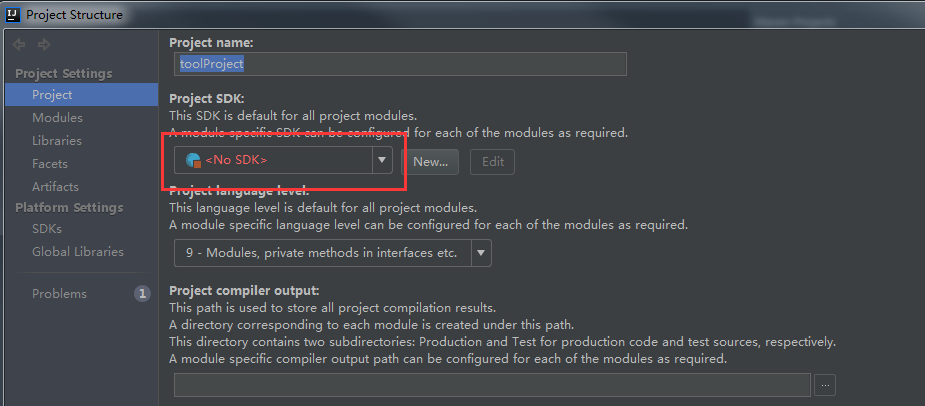 IJ Project Structure
Project name:
toolProject
Project Settings
Project
Modules
Libraries
Facets
Artifacts
Platform Settings
SDKs
Global Libraries
Problems 1
Project SDK:
This SDK is default for all project modules.
A module specific SDK can be configured for each of the modules as required.
<No SDK> New... Edit
Project language level:
This language level is default for all project modules.
A module specific language level can be configured for each of the modules as required.
9 - Modules, private methods in interfaces etc.
Project compiler output:
This path is used to store all project compilation results.
A directory corresponding to each module is created under this path.
This directory contains two subdirectories: Production and Test for production code and test sources, respectively.
A module specific compiler output path can be configured for each of the modules as required.
...